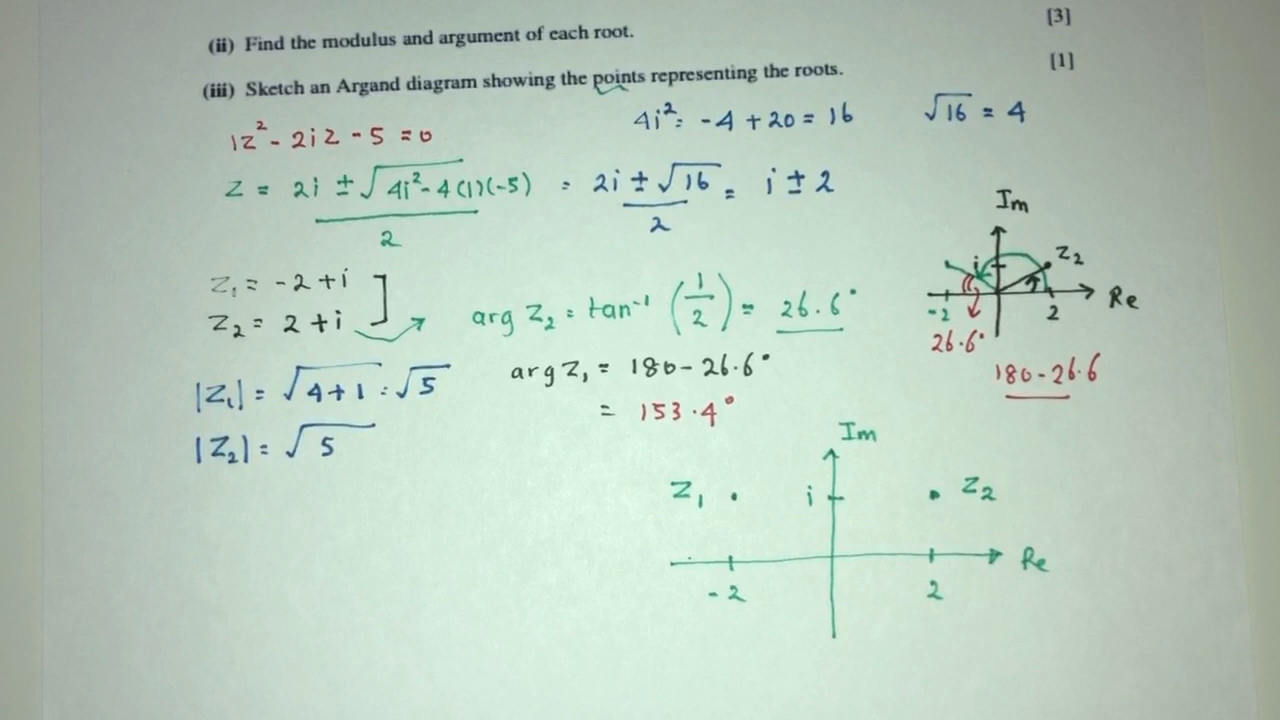 [3]
(ii) Find the modulus and argument of each root.
[1]
(iii) Sketch an Argand diagram showing the points representing the roots.
1z² - 2iz - 5 = 0
4i² = -4 + 20 = 16
√16 = 4
z = 2i ± √4i² - 4(1)(-5) / 2 = 2i ± √16 / 2 = i ± 2
z₁ = -2 + i
z₂ = 2 + i
arg z₂ = tan⁻¹ (1/2) = 26.6°
Im
i
z₂
Re
-2
2
26.6°
180 - 26.6
|z₁| = √4+1 = √5
arg z₁ = 180 - 26.6°
= 153.4°
|z₂| = √5
Im
z₁
i
z₂
Re
-2
2